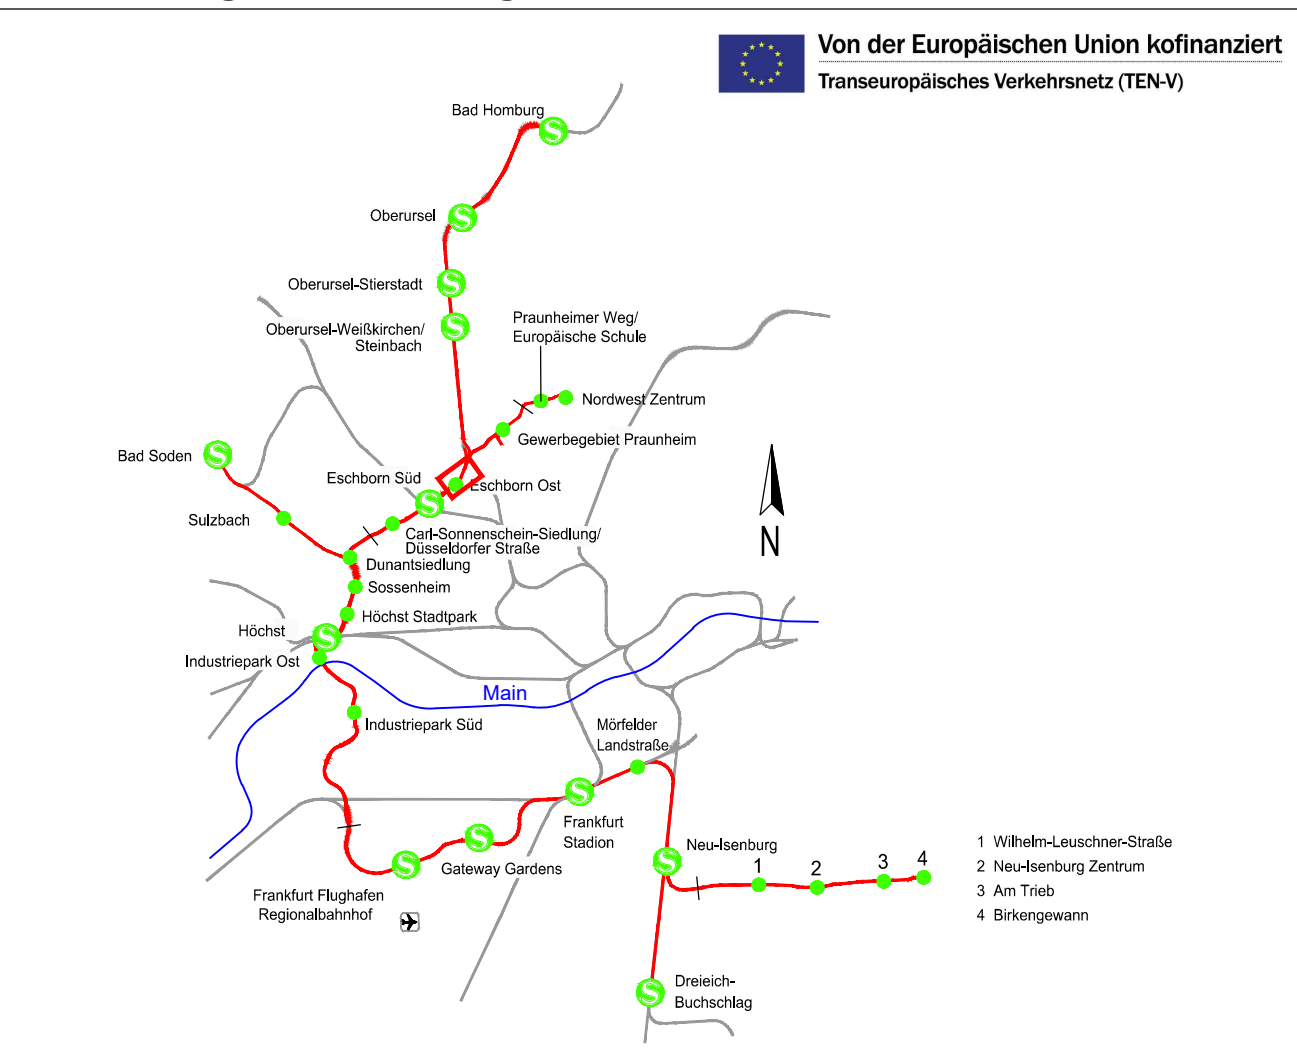 Von der Europäischen Union kofinanziert
Transeuropäisches Verkehrsnetz (TEN-V)
Bad Homburg
Oberursel
Oberursel-Stierstadt
Oberursel-Weißkirchen/
Steinbach
Praunheimer Weg/
Europäische Schule
Nordwest Zentrum
Gewerbegebiet Praunheim
Bad Soden
Eschborn Süd
Eschborn Ost
Sulzbach
Carl-Sonnenschein-Siedlung/
Düsseldorfer Straße
Dunantsiedlung
Sossenheim
Höchst Stadtpark
Höchst
Industriepark Ost
Main
Industriepark Süd
Mörfelder
Landstraße
Frankfurt
Stadion
Gateway Gardens
Frankfurt Flughafen
Regionalbahnhof
Neu-Isenburg
1
2
3
4
1 Wilhelm-Leuschner-Straße
2 Neu-Isenburg Zentrum
3 Am Trieb
4 Birkengewann
Dreieich-
Buchschlag
N